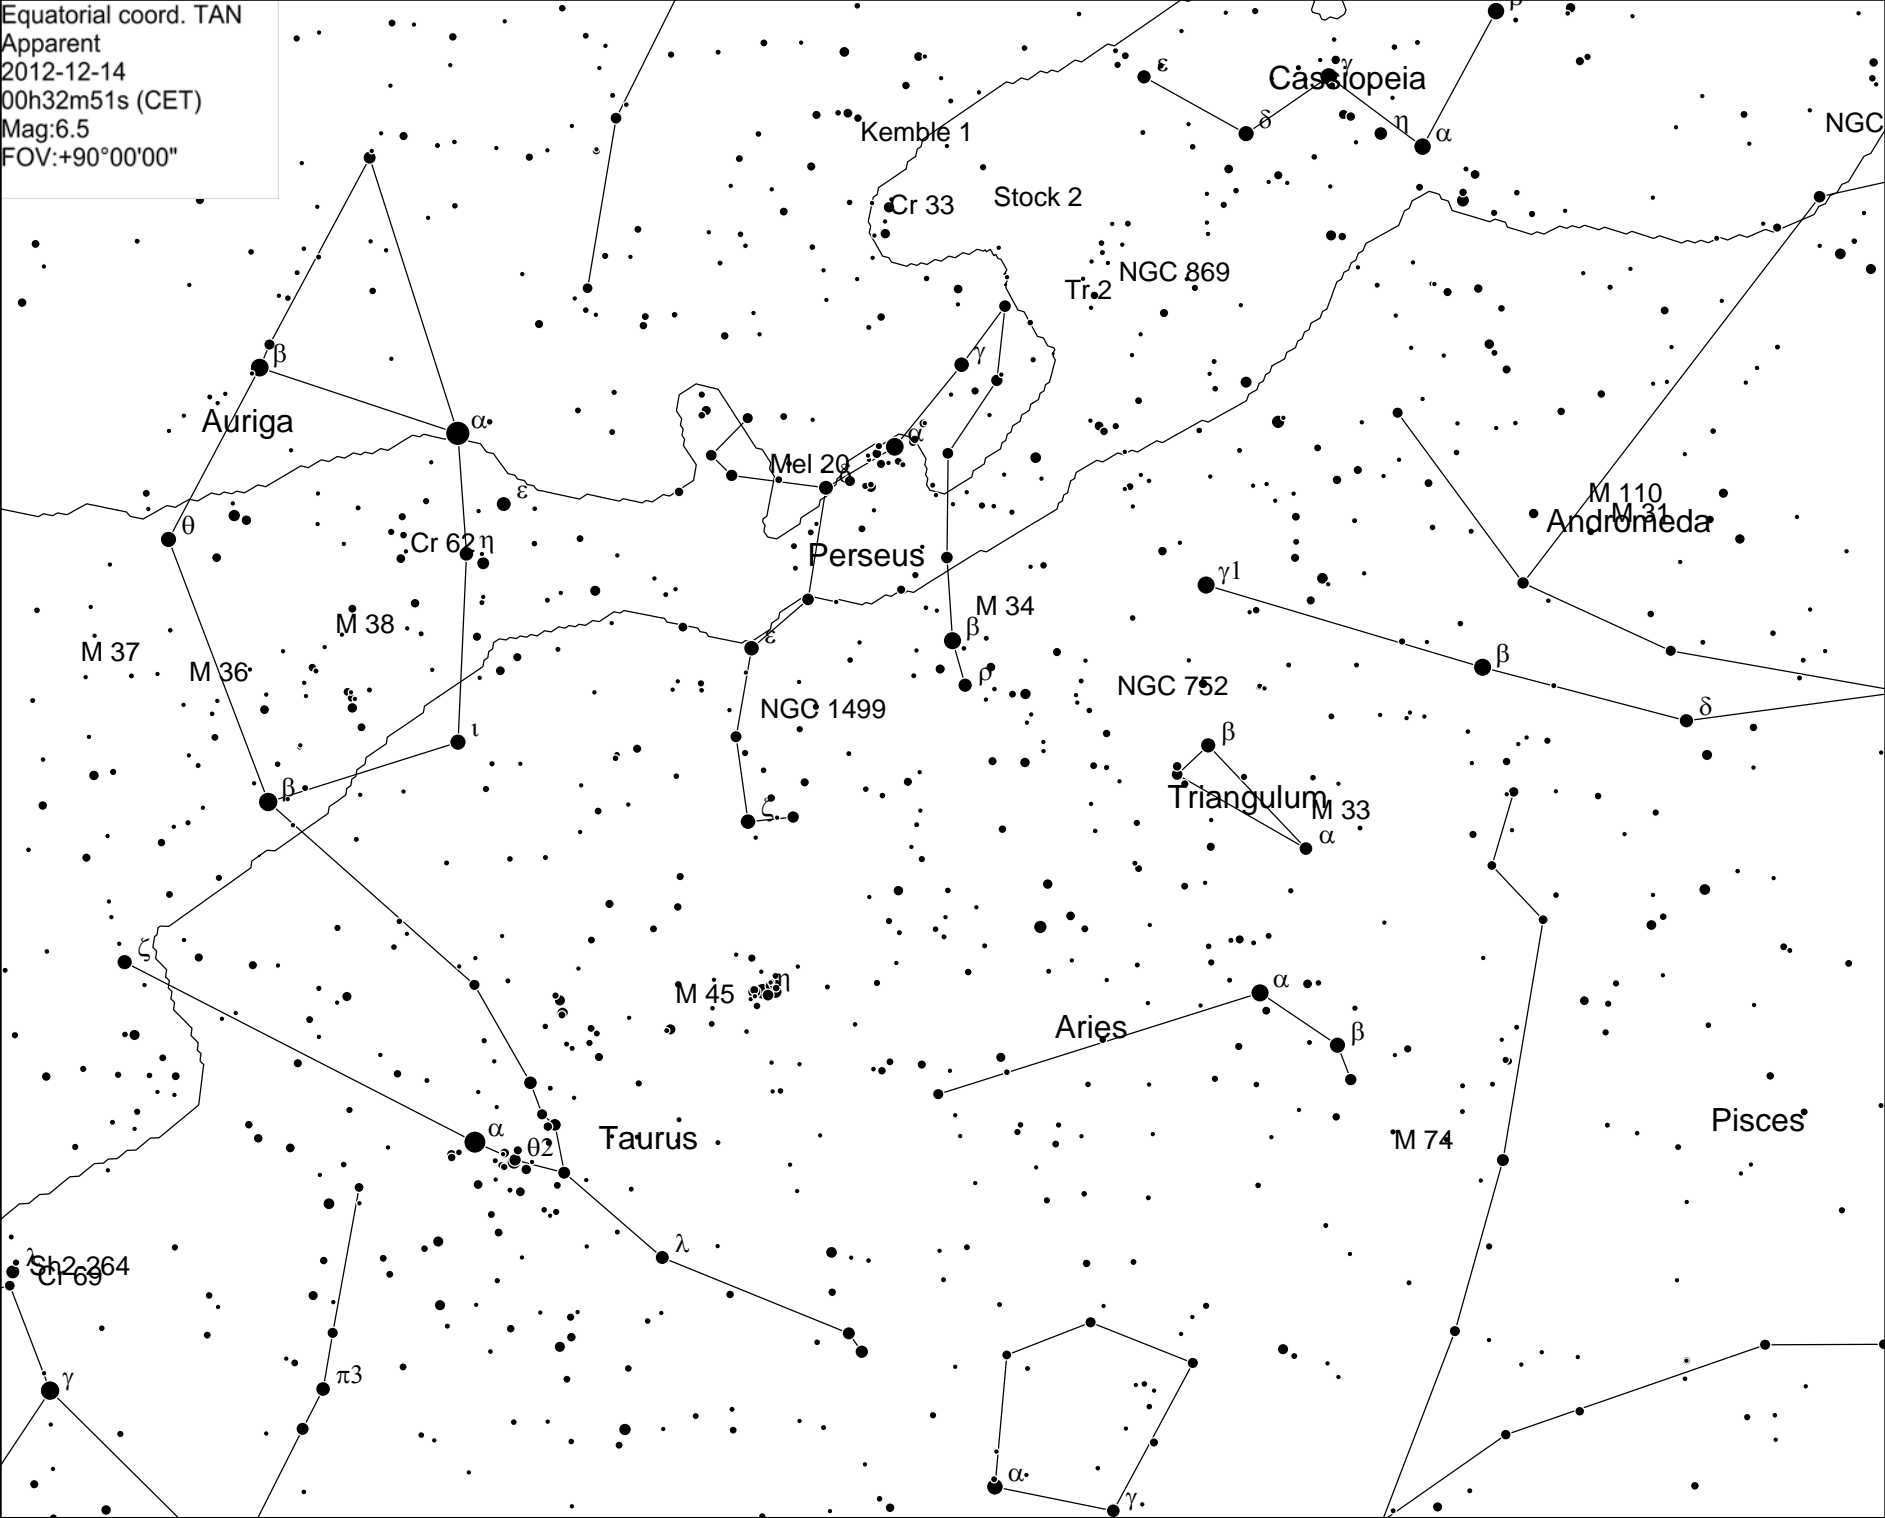 Equatorial coord. TAN
Apparent
2012-12-14
00h32m51s (CET)
Mag:6.5
FOV:+90°00'00"
β
ε
γ
Cassiopeia
δ
η
α
NGC
Kemble 1
Cr 33
Stock 2
NGC 869
Tr 2
β
γ
Auriga
α
α
Mel 20
δ
ε
M 110
M 31
Andromeda
θ
Cr 62
η
Perseus
γ1
M 34
M 38
β
ε
M 37
M 36
β
ρ
NGC 752
NGC 1499
δ
ι
β
β
ζ
Triangulum
M 33
α
ζ
η
M 45
α
Aries
β
α
θ2
Taurus
Pisces
M 74
λ
λ
Sh2-264
Cr 69
γ
π3
α
γ